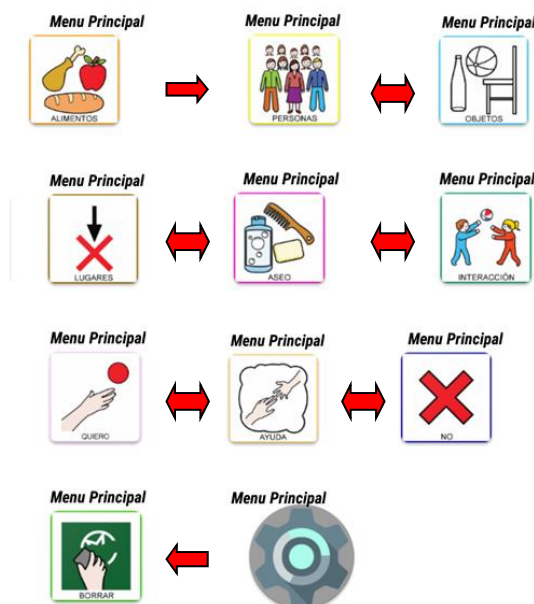 Menu Principal
Menu Principal
Menu Principal
ALIMENTOS
PERSONAS
OBJETOS
Menu Principal
Menu Principal
Menu Principal
LUGARES
ASEO
INTERACCIÓN
Menu Principal
Menu Principal
Menu Principal
QUIERO
AYUDA
NO
Menu Principal
Menu Principal
BORRAR